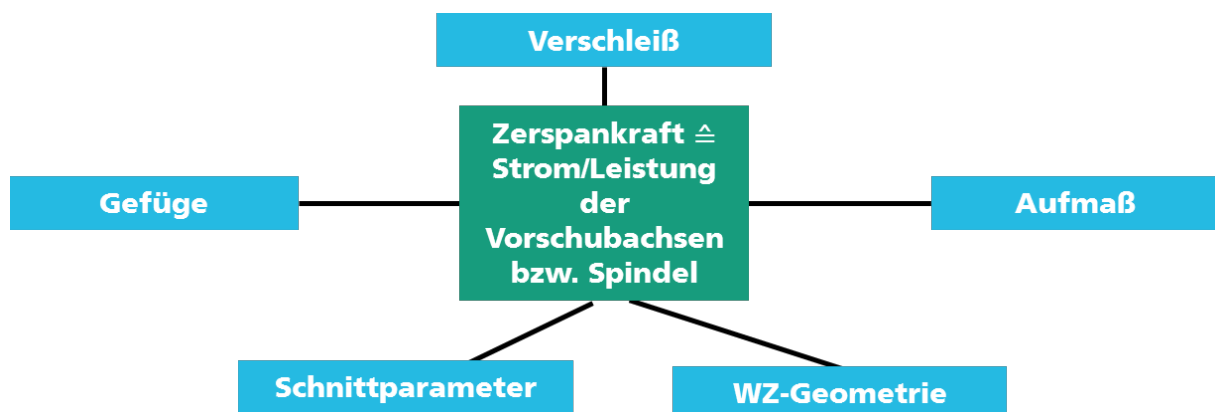 Verschleiß
Zerspankraft ≙
Strom/Leistung
der
Vorschubachsen
bzw. Spindel
Gefüge
Aufmaß
Schnittparameter
WZ-Geometrie